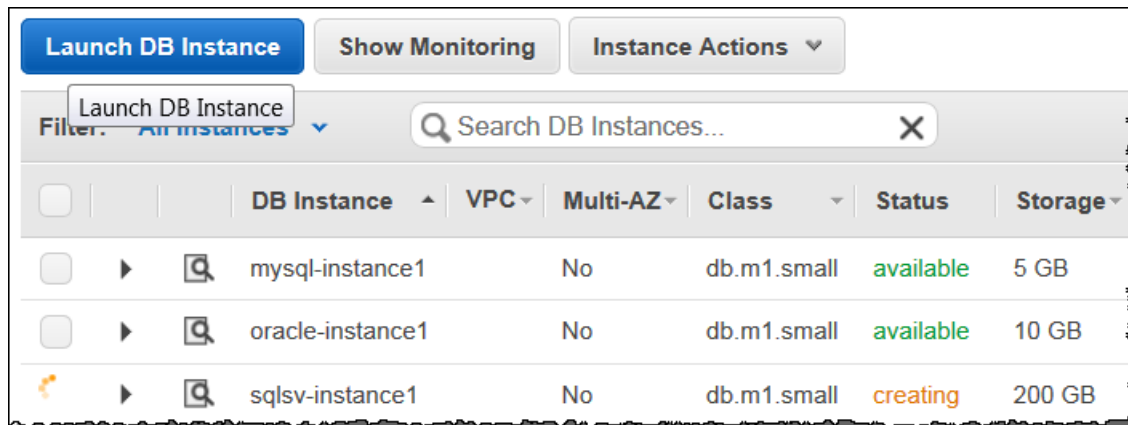 Launch DB Instance Show Monitoring Instance Actions
Launch DB Instance
Filter: All Instances Search DB Instances...
DB Instance VPC Multi-AZ Class Status Storage
mysql-instance1 No db.m1.small available 5 GB
oracle-instance1 No db.m1.small available 10 GB
sqlsv-instance1 No db.m1.small creating 200 GB